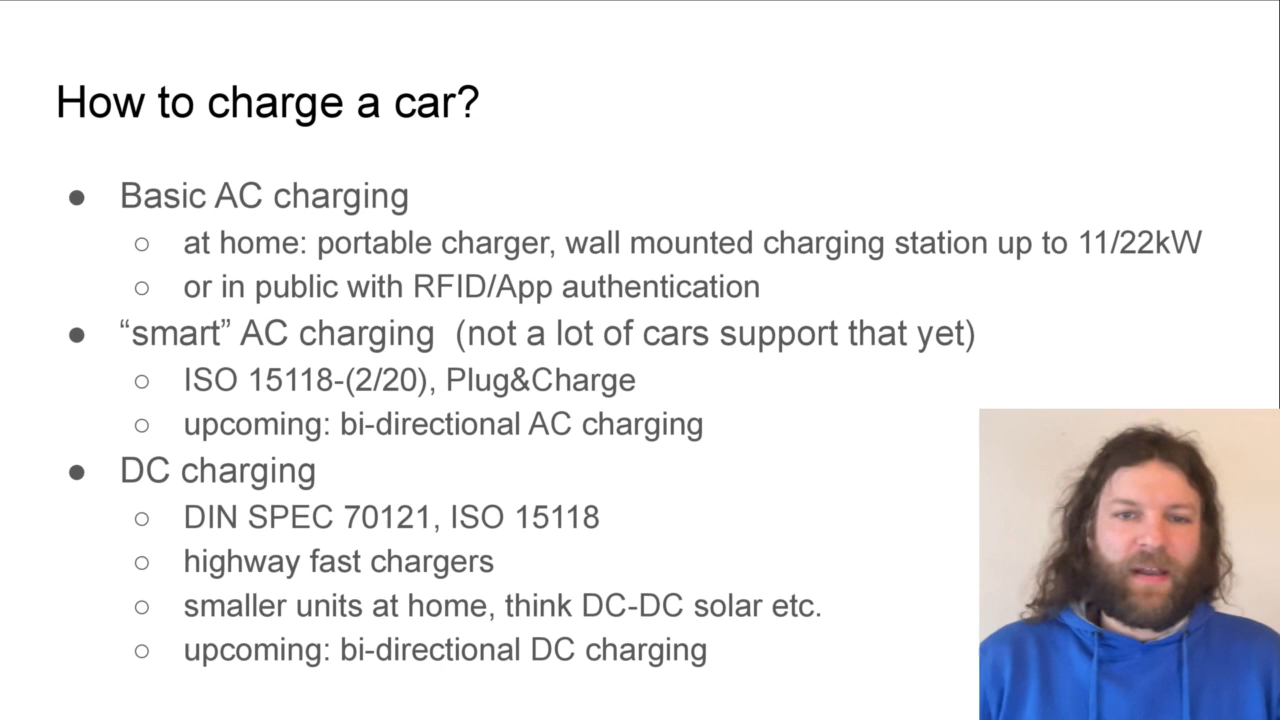 How to charge a car?
● Basic AC charging
○ at home: portable charger, wall mounted charging station up to 11/22kW
○ or in public with RFID/App authentication
● “smart” AC charging (not a lot of cars support that yet)
○ ISO 15118-(2/20), Plug&Charge
○ upcoming: bi-directional AC charging
● DC charging
○ DIN SPEC 70121, ISO 15118
○ highway fast chargers
○ smaller units at home, think DC-DC solar etc.
○ upcoming: bi-directional DC charging